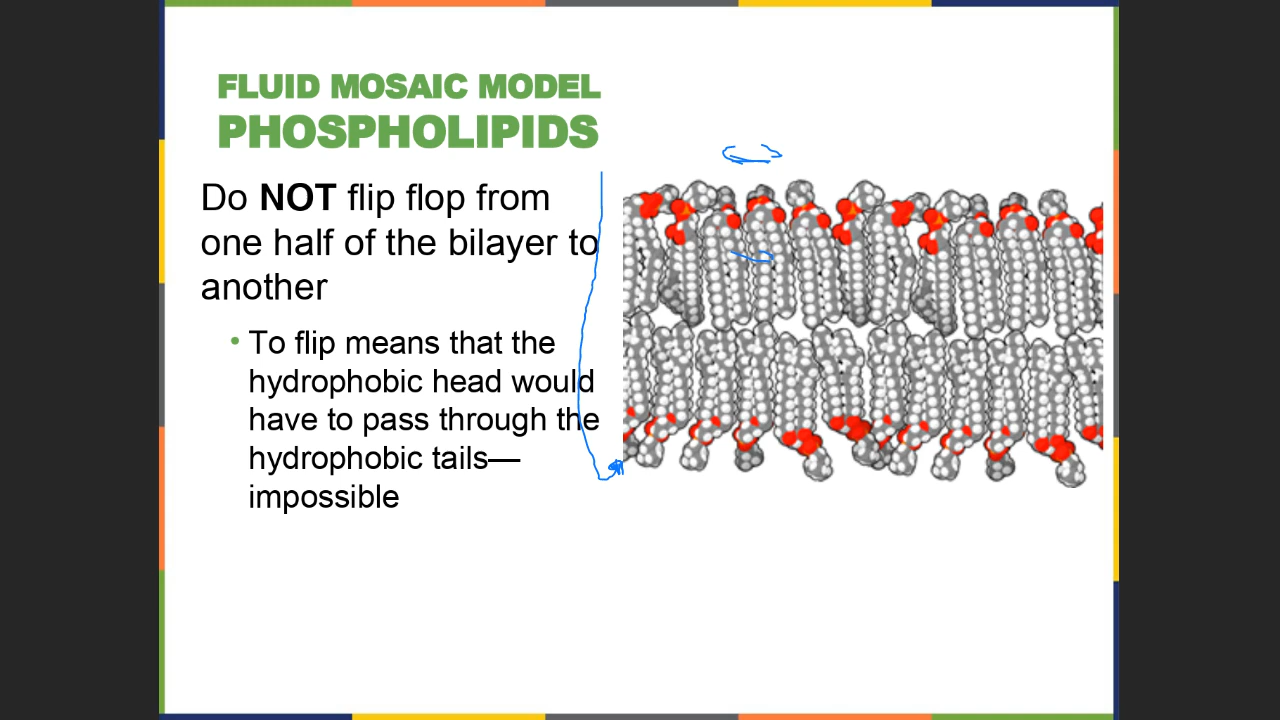 FLUID MOSAIC MODEL
PHOSPHOLIPIDS
Do NOT flip flop from
one half of the bilayer to
another
• To flip means that the
hydrophobic head would
have to pass through the
hydrophobic tails—
impossible